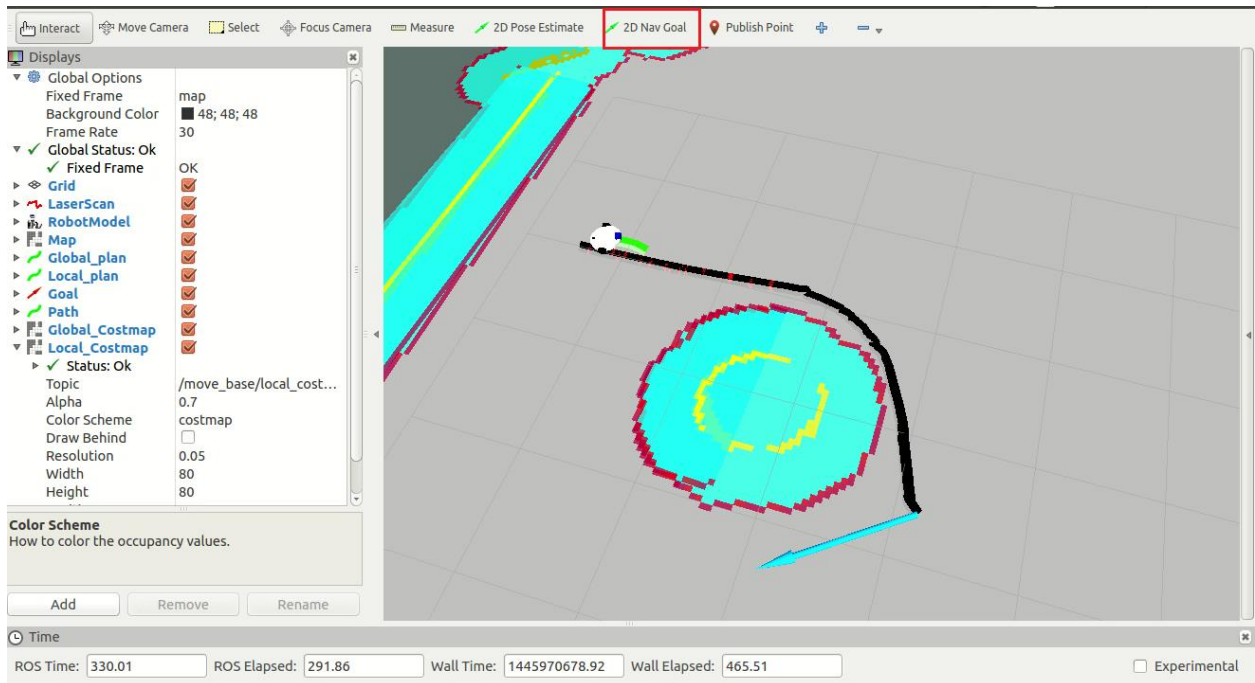 Interact Move Camera Select Focus Camera Measure 2D Pose Estimate 2D Nav Goal Publish Point
Displays
Global Options
Fixed Frame map
Background Color 48; 48; 48
Frame Rate 30
Global Status: Ok
Fixed Frame OK
Grid
LaserScan
RobotModel
Map
Global_plan
Local_plan
Goal
Path
Global_Costmap
Local_Costmap
Status: Ok
Topic /move_base/local_cost...
Alpha 0.7
Color Scheme costmap
Draw Behind
Resolution 0.05
Width 80
Height 80
Color Scheme
How to color the occupancy values.
Add Remove Rename
Time
ROS Time: 330.01 ROS Elapsed: 291.86 Wall Time: 1445970678.92 Wall Elapsed: 465.51 Experimental